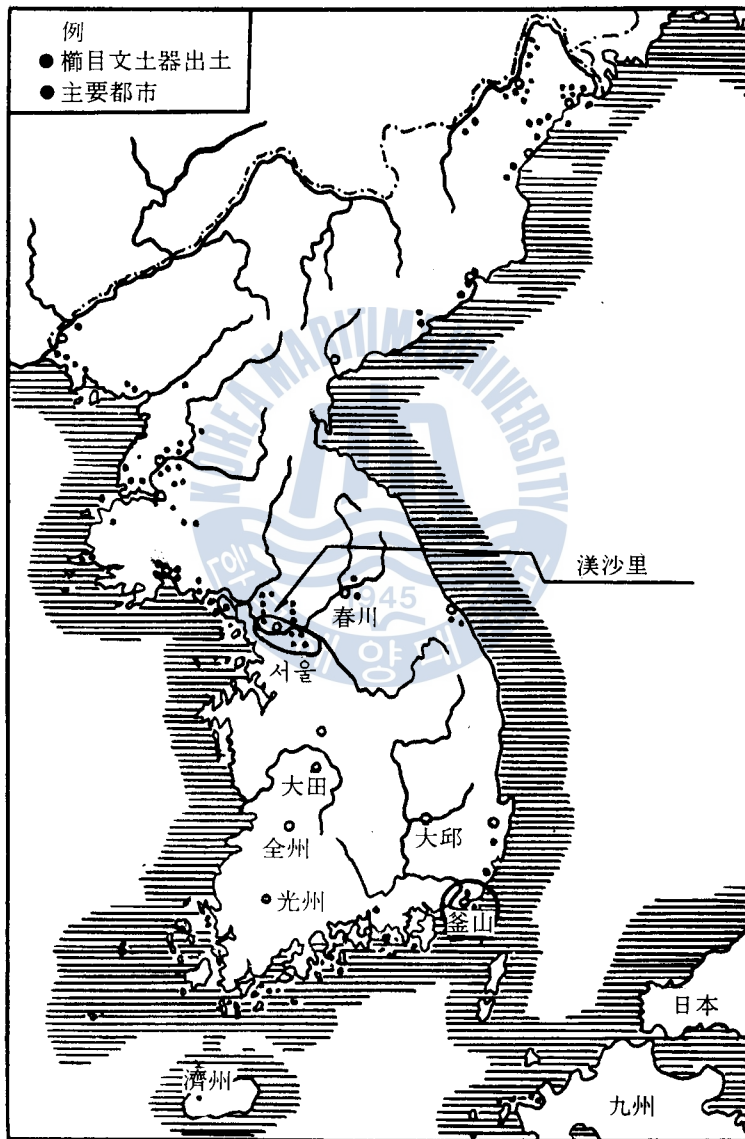 例
● 櫛目文土器出土
● 主要都市
KOREA MARITIME UNIVERSITY
1945
渼沙里
春川
서울
大田
全州
大邱
光州
釜山
日本
濟州
九州